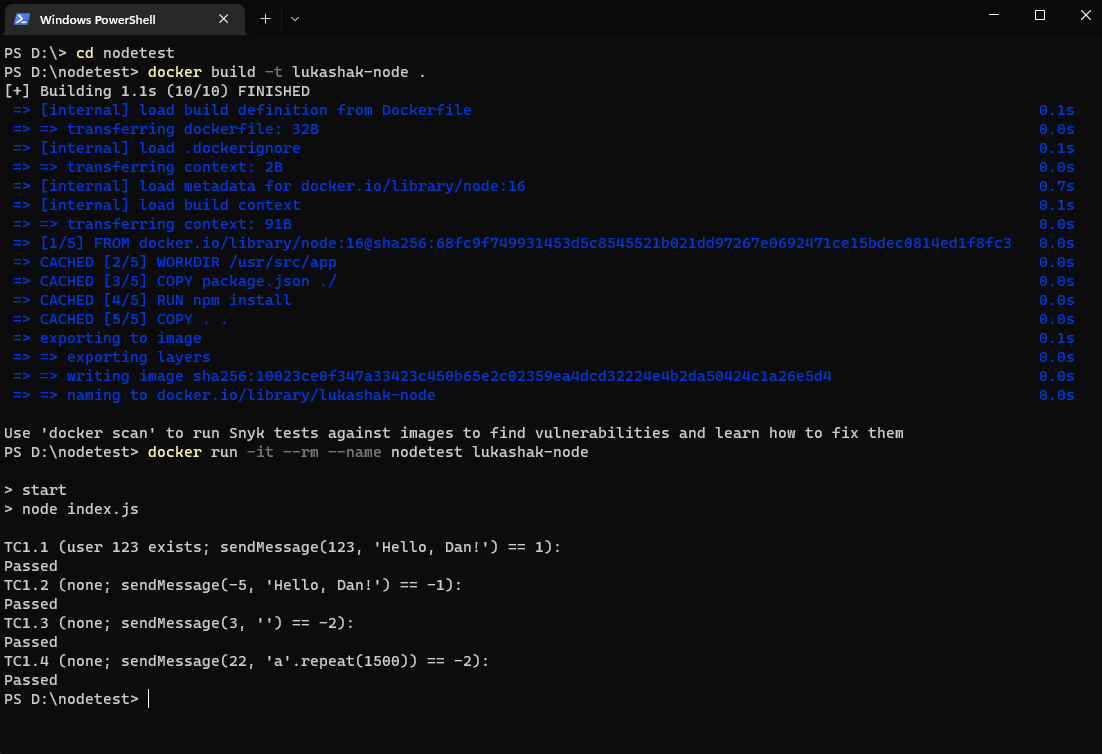 Windows PowerShell
PS D:\> cd nodetest
PS D:\nodetest> docker build -t lukashak-node .
[+] Building 1.1s (10/10) FINISHED
=> [internal] load build definition from Dockerfile 0.1s
=> => transferring dockerfile: 32B 0.0s
=> [internal] load .dockerignore 0.1s
=> => transferring context: 2B 0.0s
=> [internal] load metadata for docker.io/library/node:16 0.7s
=> [internal] load build context 0.1s
=> => transferring context: 91B 0.0s
=> [1/5] FROM docker.io/library/node:16@sha256:68fc9f749931453d5c8545521b021dd97267e0692471ce15bdec0814ed1f8fc3 0.0s
=> CACHED [2/5] WORKDIR /usr/src/app 0.0s
=> CACHED [3/5] COPY package.json ./ 0.0s
=> CACHED [4/5] RUN npm install 0.0s
=> CACHED [5/5] COPY . . 0.0s
=> exporting to image 0.1s
=> => exporting layers 0.0s
=> => writing image sha256:10023ce0f347a33423c450b65e2c02359ea4dcd32224e4b2da50424c1a26e5d4 0.0s
=> => naming to docker.io/library/lukashak-node 0.0s
Use 'docker scan' to run Snyk tests against images to find vulnerabilities and learn how to fix them
PS D:\nodetest> docker run -it --rm --name nodetest lukashak-node
> start
> node index.js
TC1.1 (user 123 exists; sendMessage(123, 'Hello, Dan!') == 1):
Passed
TC1.2 (none; sendMessage(-5, 'Hello, Dan!') == -1):
Passed
TC1.3 (none; sendMessage(3, '') == -2):
Passed
TC1.4 (none; sendMessage(22, 'a'.repeat(1500)) == -2):
Passed
PS D:\nodetest>